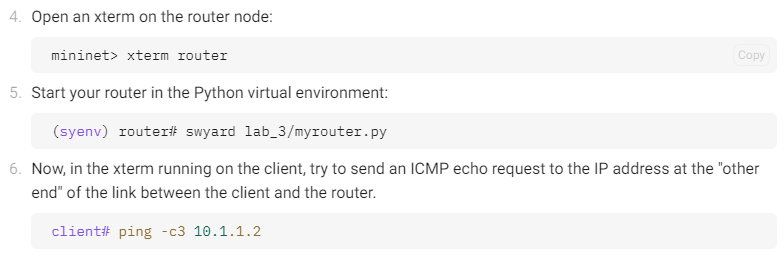 4. Open an xterm on the router node:
mininet> xterm router
Copy
5. Start your router in the Python virtual environment:
(syenv) router# swyard lab_3/myrouter.py
6. Now, in the xterm running on the client, try to send an ICMP echo request to the IP address at the "other
end" of the link between the client and the router.
client# ping -c3 10.1.1.2